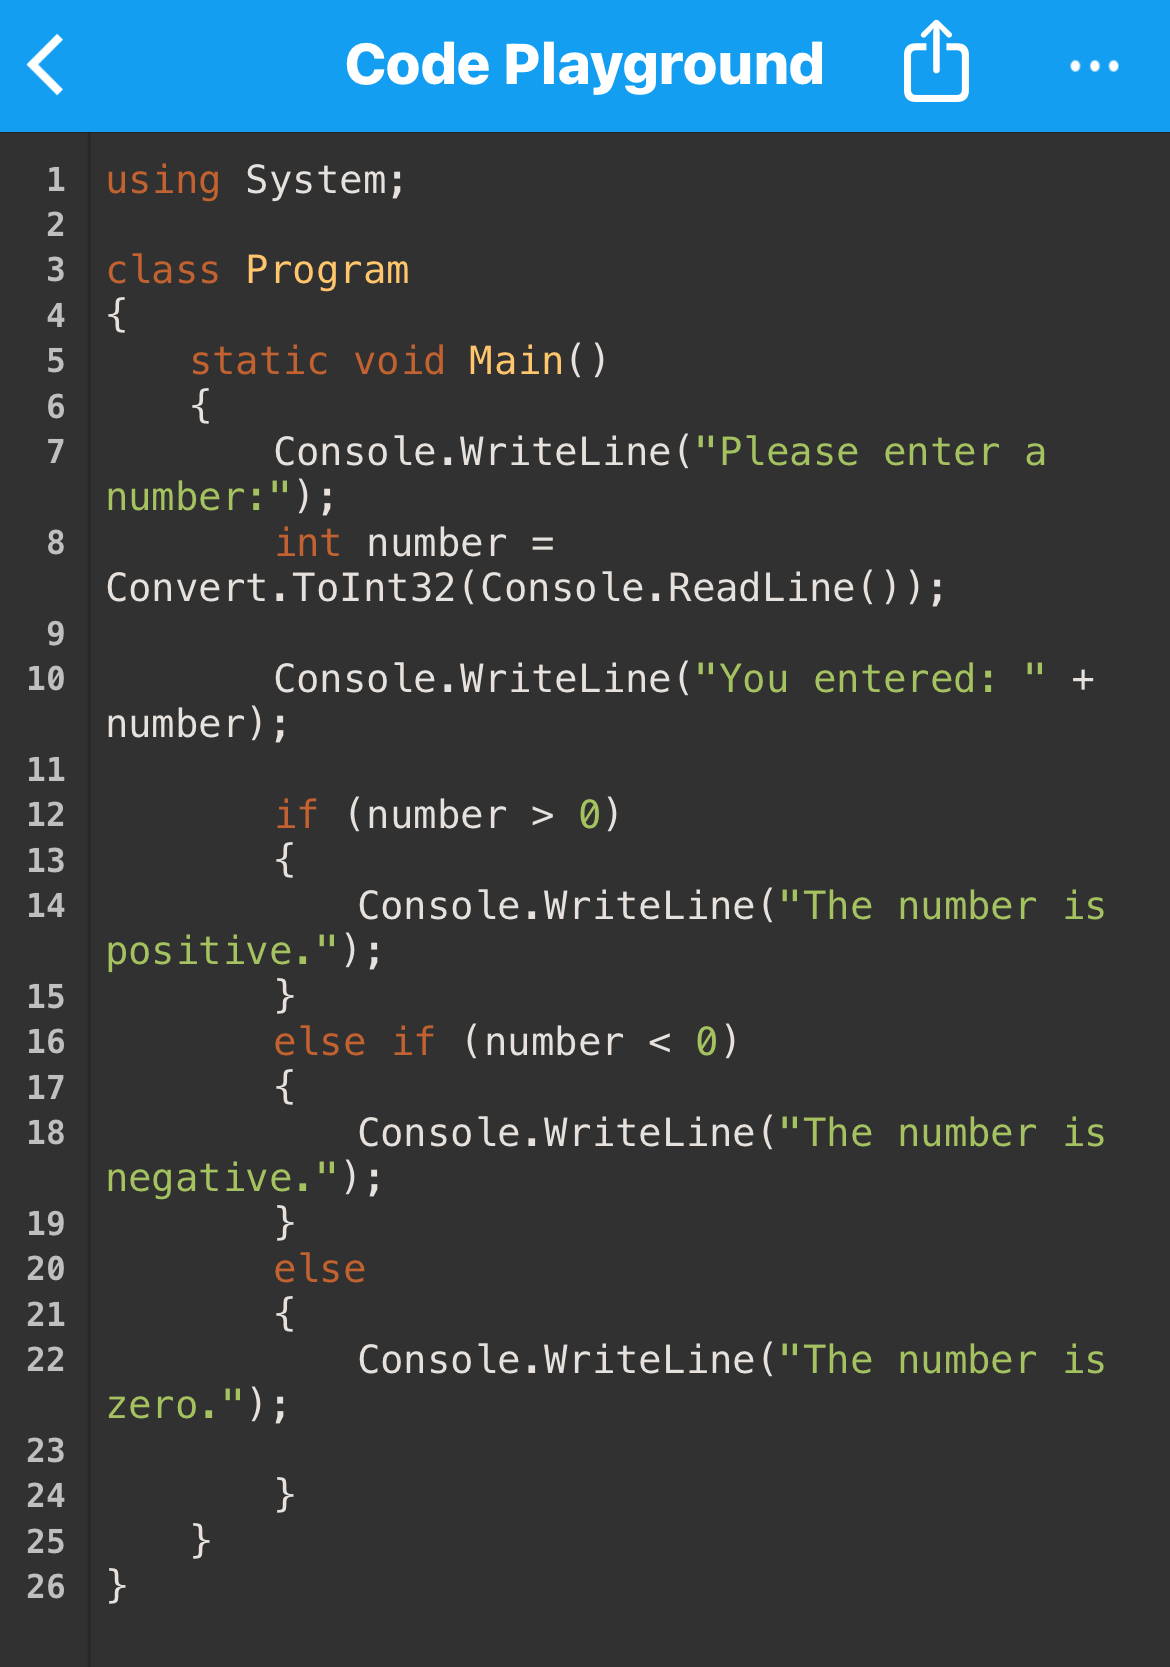 Code Playground
1 using System;
2
3 class Program
4 {
5     static void Main()
6     {
7         Console.WriteLine("Please enter a
number:");
8         int number =
Convert.ToInt32(Console.ReadLine());
9
10         Console.WriteLine("You entered: " +
number);
11
12         if (number > 0)
13         {
14             Console.WriteLine("The number is
positive.");
15         }
16         else if (number < 0)
17         {
18             Console.WriteLine("The number is
negative.");
19         }
20         else
21         {
22             Console.WriteLine("The number is
zero.");
23
24         }
25     }
26 }